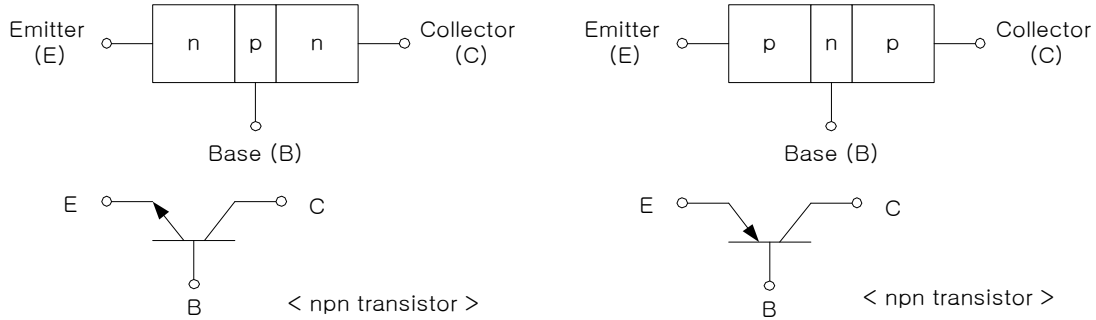 Emitter
(E)
n
p
n
Collector
(C)
Base (B)
E
C
B
< npn transistor >
Emitter
(E)
p
n
p
Collector
(C)
Base (B)
E
C
B
< npn transistor >